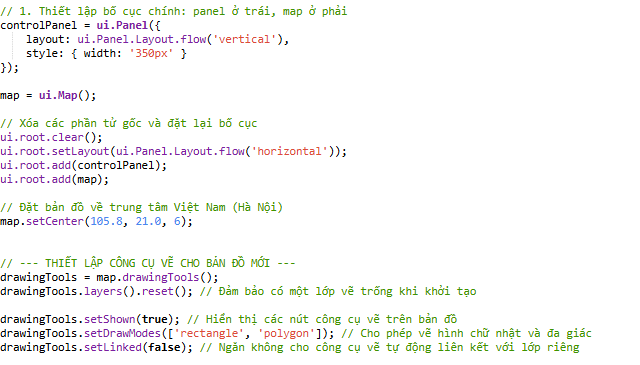 // 1. Thiết lập bố cục chính: panel ở trái, map ở phải
controlPanel = ui.Panel({
    layout: ui.Panel.Layout.flow('vertical'),
    style: { width: '350px' }
});

map = ui.Map();

// Xóa các phần tử gốc và đặt lại bố cục
ui.root.clear();
ui.root.setLayout(ui.Panel.Layout.flow('horizontal'));
ui.root.add(controlPanel);
ui.root.add(map);

// Đặt bản đồ về trung tâm Việt Nam (Hà Nội)
map.setCenter(105.8, 21.0, 6);

// --- THIẾT LẬP CÔNG CỤ VẼ CHO BẢN ĐỒ MỚI ---
drawingTools = map.drawingTools();
drawingTools.layers().reset(); // Đảm bảo có một lớp vẽ trống khi khởi tạo

drawingTools.setShown(true); // Hiển thị các nút công cụ vẽ trên bản đồ
drawingTools.setDrawModes(['rectangle', 'polygon']); // Cho phép vẽ hình chữ nhật và đa giác
drawingTools.setLinked(false); // Ngăn không cho công cụ vẽ tự động liên kết với lớp riêng